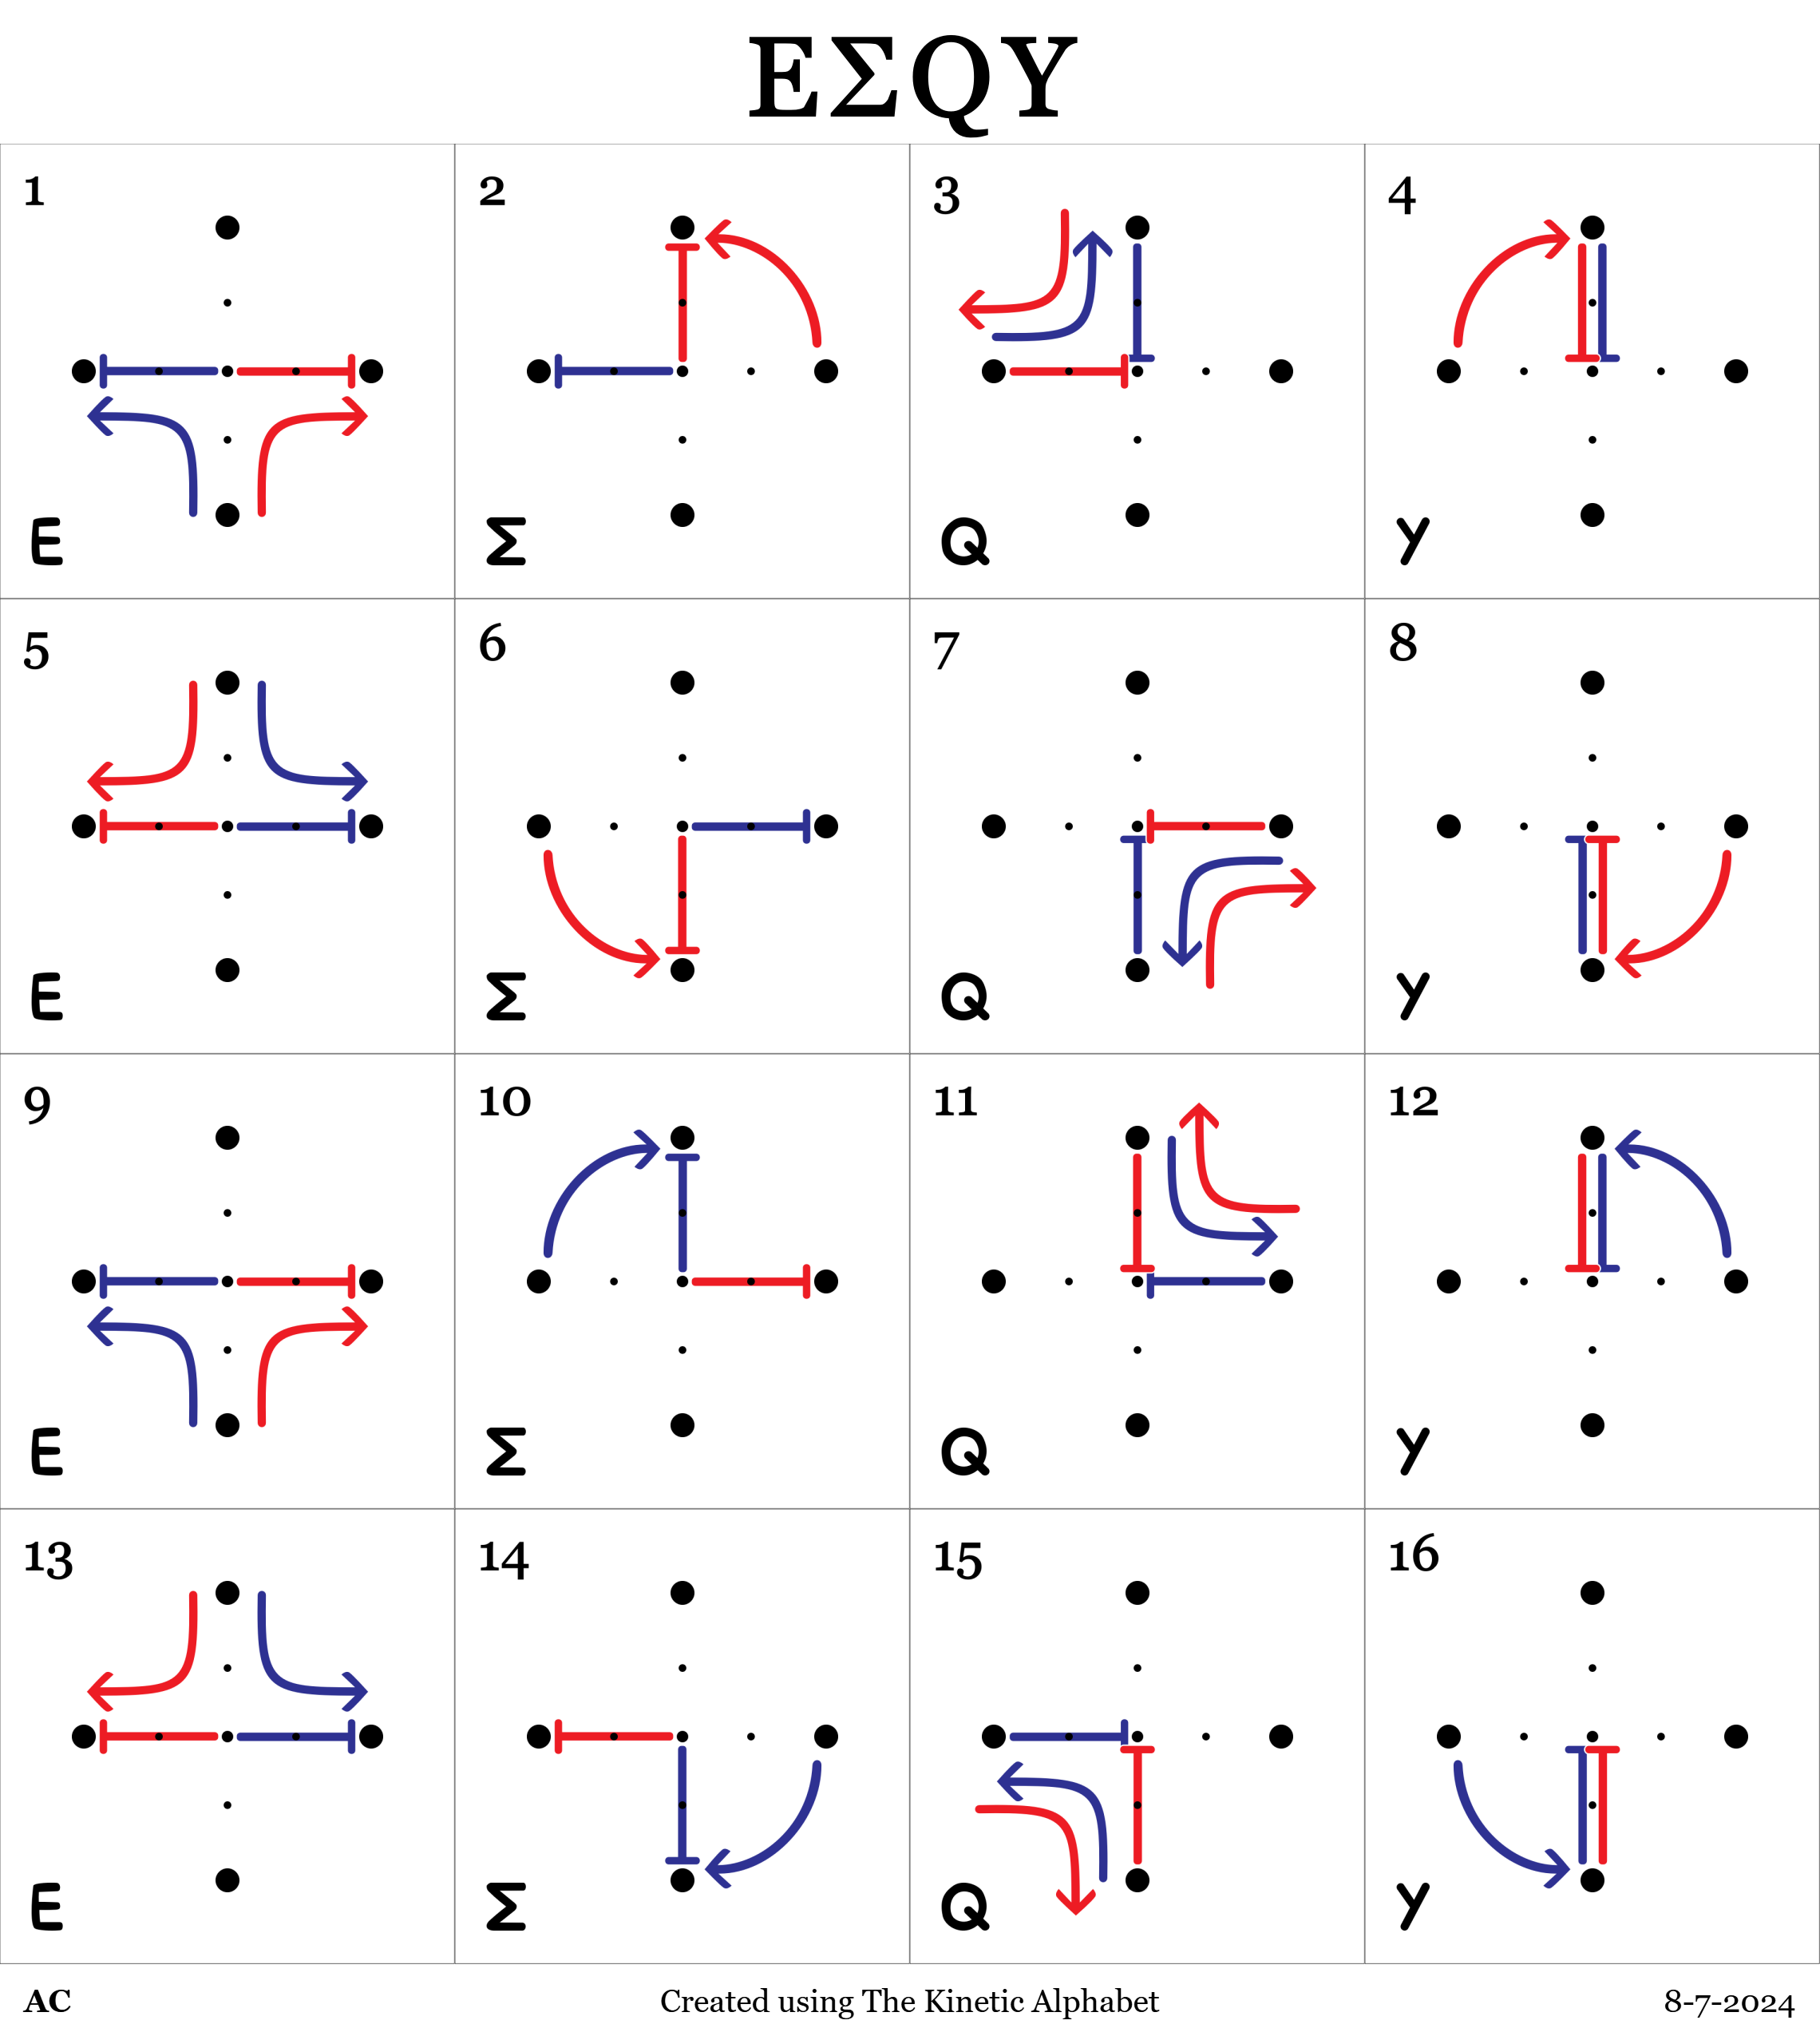 EΣQY
1 2 3 4
E Σ Q Y
5 6 7 8
E Σ Q Y
9 10 11 12
E Σ Q Y
13 14 15 16
E Σ Q Y
AC Created using The Kinetic Alphabet 8-7-2024